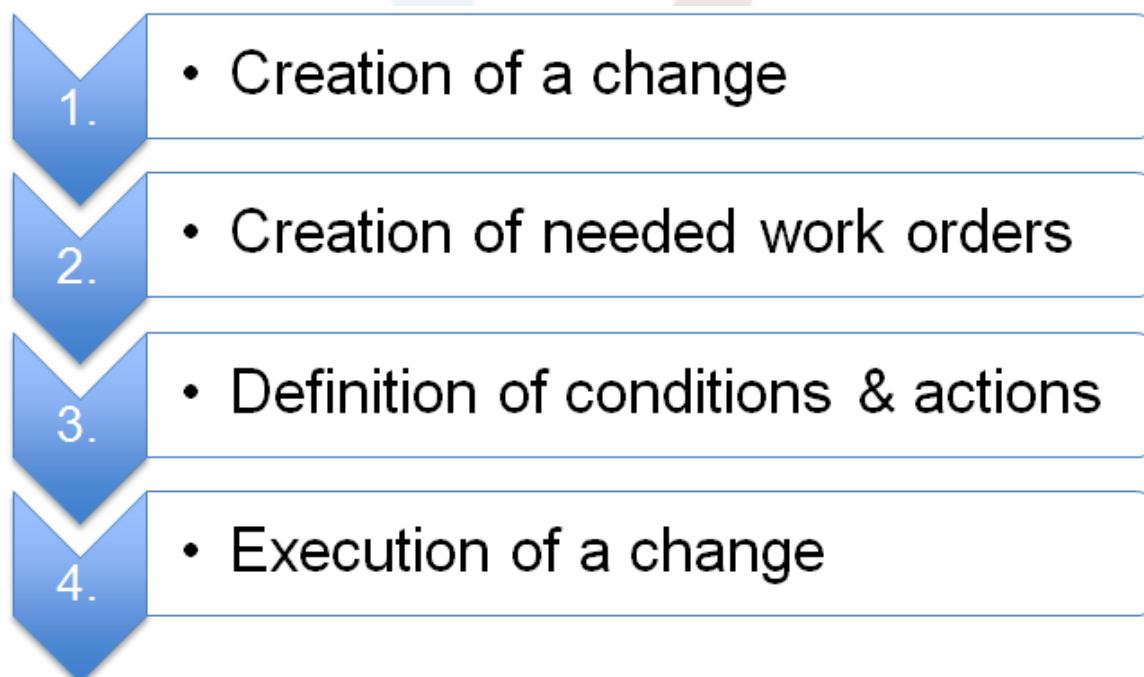 1.
• Creation of a change
2.
• Creation of needed work orders
3.
• Definition of conditions & actions
4.
• Execution of a change